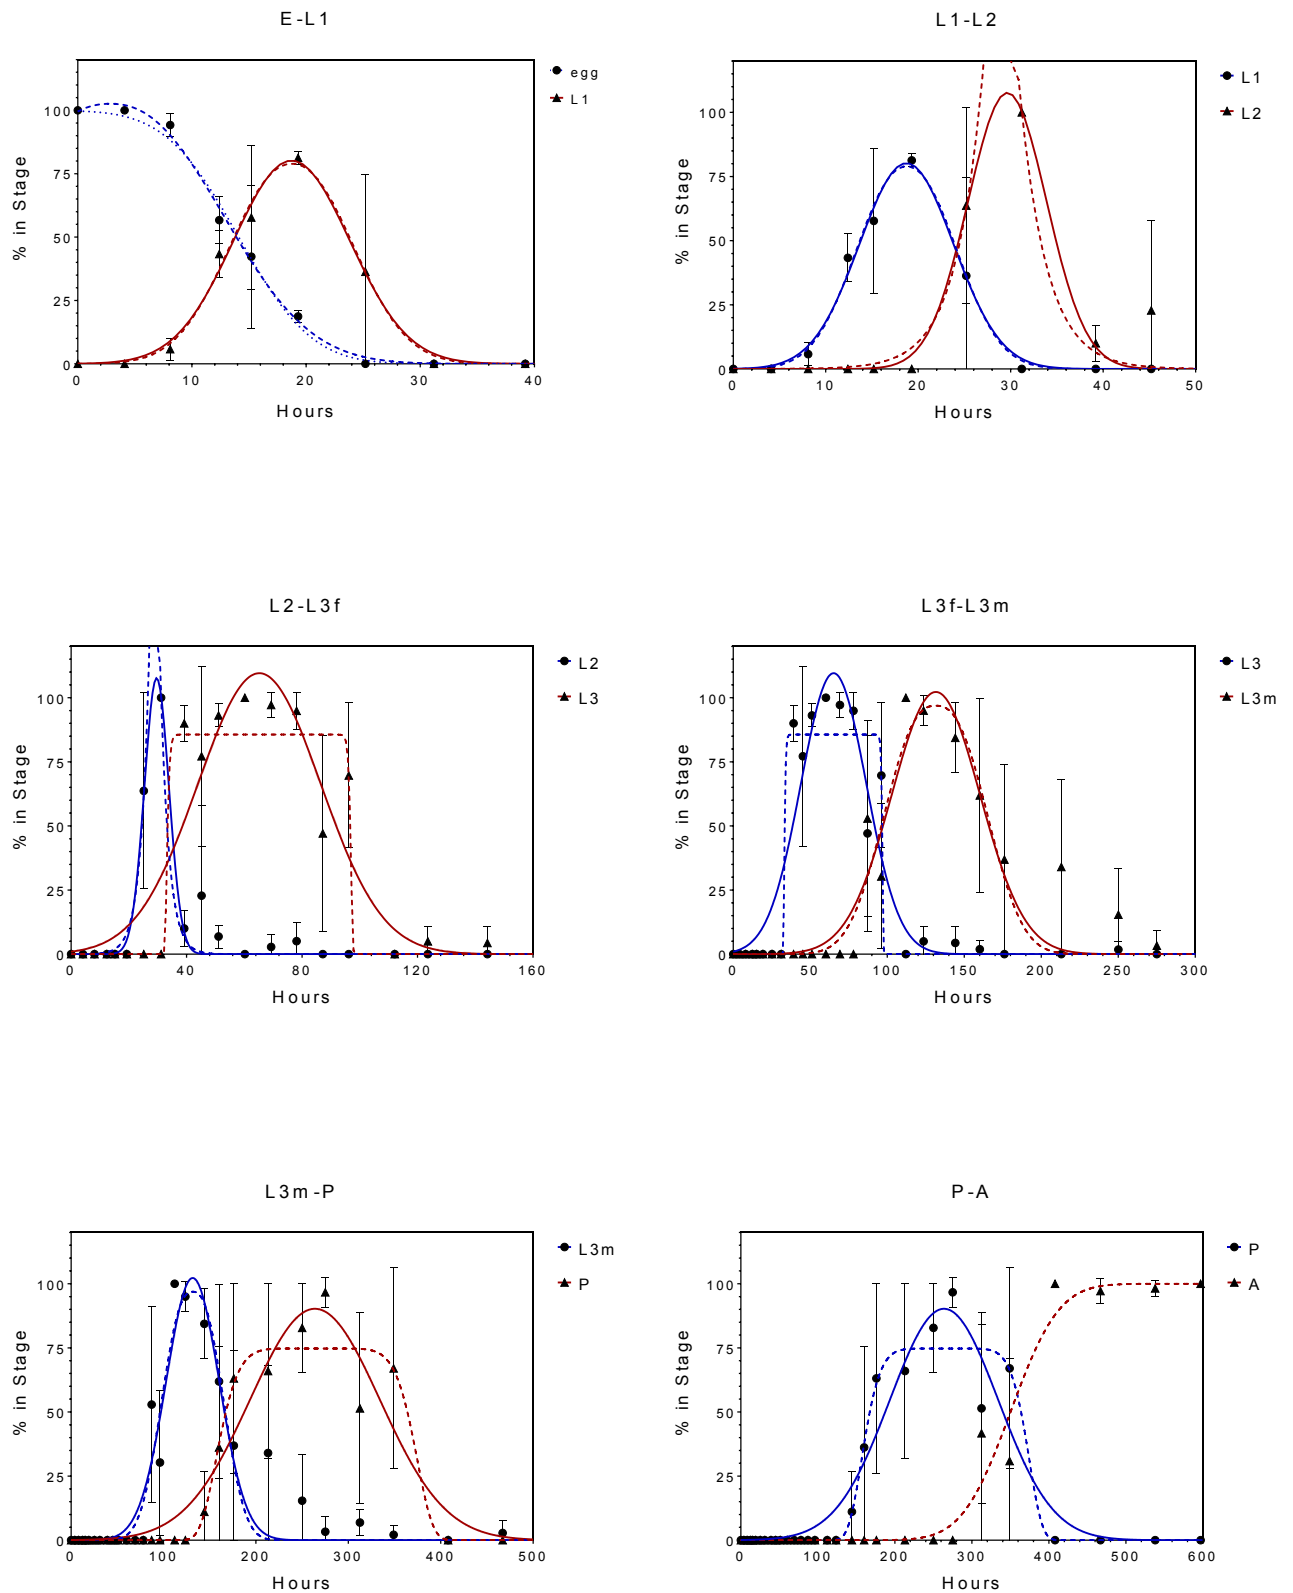 E-L1
egg
L1
% in Stage
100
75
50
25
0
0 10 20 30 40
Hours
L1-L2
L1
L2
% in Stage
100
75
50
25
0
0 10 20 30 40 50
Hours
L2-L3f
L2
L3
% in Stage
100
75
50
25
0
0 40 80 120 160
Hours
L3f-L3m
L3
L3m
% in Stage
100
75
50
25
0
0 50 100 150 200 250 300
Hours
L3m-P
L3m
P
% in Stage
100
75
50
25
0
0 100 200 300 400 500
Hours
P-A
P
A
% in Stage
100
75
50
25
0
0 100 200 300 400 500 600
Hours